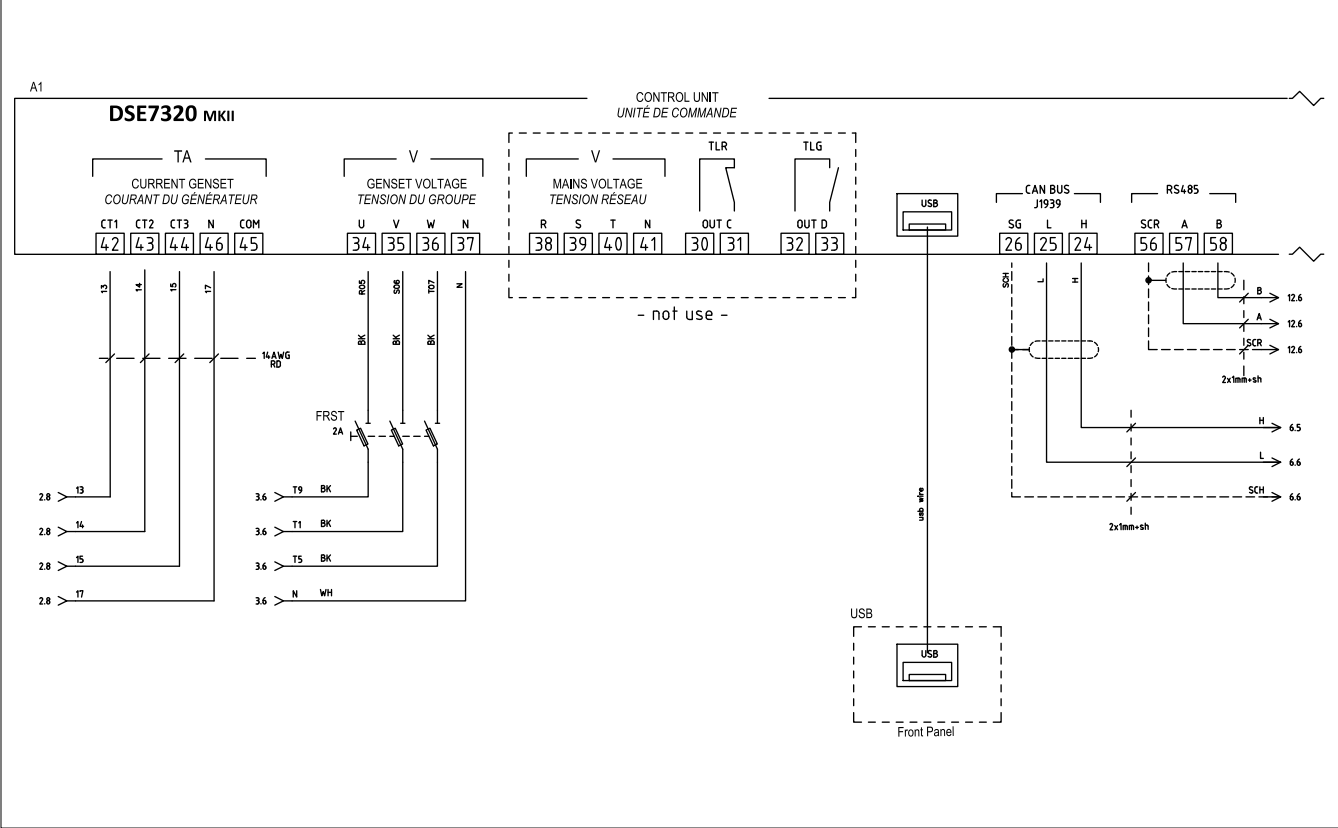 A1
DSE7320 MKII
CONTROL UNIT
UNITÉ DE COMMANDE
TA
CURRENT GENSET
COURANT DU GÉNÉRATEUR
CT1 CT2 CT3 N COM
42 43 44 46 45
V
GENSET VOLTAGE
TENSION DU GROUPE
U V W N
34 35 36 37
V
MAINS VOLTAGE
TENSION RÉSEAU
R S T N
38 39 40 41
TLR
OUT C
30 31
TLG
OUT D
32 33
- not use -
USB
CAN BUS
J1939
SG L H
26 25 24
RS485
SCR A B
56 57 58
13 14 15 17
14AWG
RD
R05 S06 T07 N
BK BK BK
FRST
2A
SCH L H
B 12.6
A 12.6
SCR 12.6
2x1mm+sh
H 6.5
L 6.6
SCH 6.6
2x1mm+sh
2.8 13
2.8 14
2.8 15
2.8 17
3.6 T9 BK
3.6 T1 BK
3.6 T5 BK
3.6 N WH
usb wire
USB
USB
Front Panel